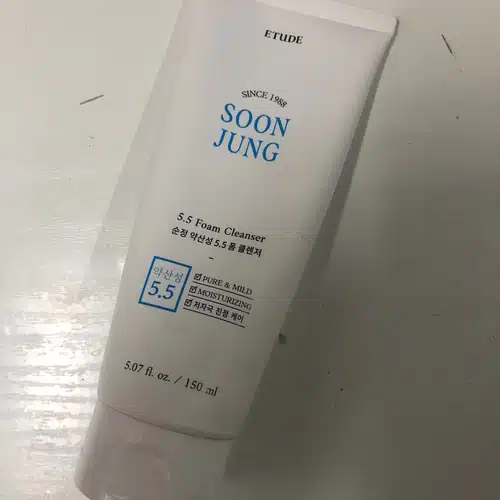 ETUDE
SINCE 1988
SOON
JUNG
5.5 Foam Cleanser
순정 약산성 5.5 폼 클렌저
-
약산성
5.5
PURE & MILD
MOISTURIZING
저자극 진정 케어
5.07 fl. oz. / 150 ml